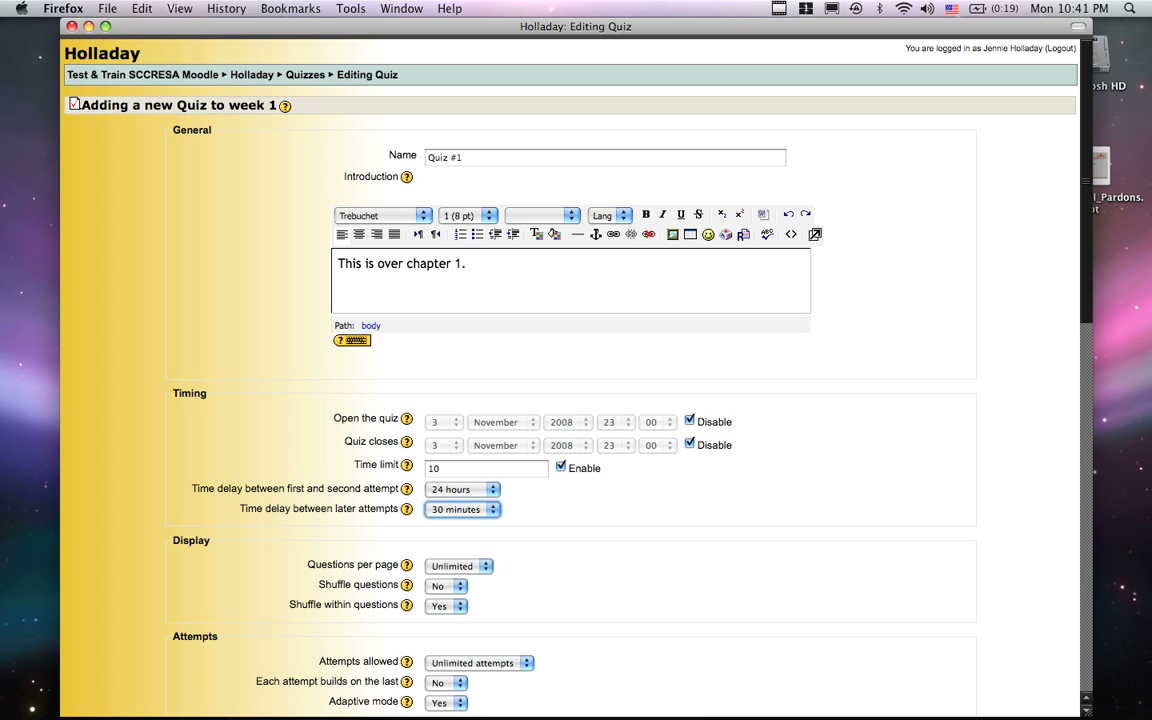 Firefox File Edit View History Bookmarks Tools Window Help (0:19) Mon 10:41 PM
Holladay: Editing Quiz
Holladay
You are logged in as Jennie Holladay (Logout)
Test & Train SCCRESA Moodle ► Holladay ► Quizzes ► Editing Quiz
Adding a new Quiz to week 1 ?
General
Name Quiz #1
Introduction ?
Trebuchet 1 (8 pt) Lang B I U S
This is over chapter 1.
Path: body
?
Timing
Open the quiz ? 3 November 2008 23 00 Disable
Quiz closes ? 3 November 2008 23 00 Disable
Time limit ? 10 Enable
Time delay between first and second attempt ? 24 hours
Time delay between later attempts ? 30 minutes
Display
Questions per page ? Unlimited
Shuffle questions ? No
Shuffle within questions ? Yes
Attempts
Attempts allowed ? Unlimited attempts
Each attempt builds on the last ? No
Adaptive mode ? Yes
osh HD
l_Pardons.